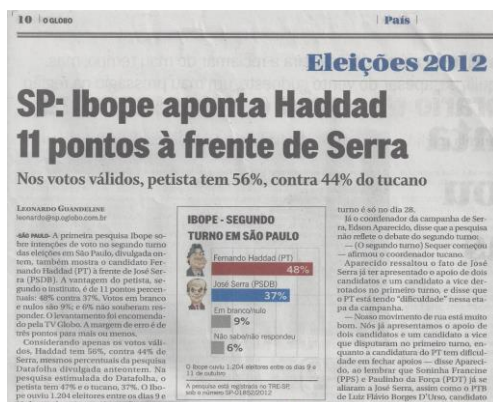 10 | O GLOBO
| País |
Eleições 2012
SP: Ibope aponta Haddad
11 pontos à frente de Serra
Nos votos válidos, petista tem 56%, contra 44% do tucano
LEONARDO GUANDELINE
leonardo@sp.oglobo.com.br
-SÃO PAULO- A primeira pesquisa Ibope so-
bre intenções de voto no segundo turno
das eleições em São Paulo, divulgada on-
tem, também mostra o candidato Fer-
nando Haddad (PT) à frente de José Ser-
ra (PSDB). A vantagem do petista, se-
gundo o instituto, é de 11 pontos percen-
tuais: 48% contra 37%. Votos em branco
e nulos são 9%; e 6% não souberam res-
ponder. O levantamento foi encomenda-
do pela TV Globo. A margem de erro é de
três pontos para mais ou menos.
Considerando apenas os votos váli-
dos, Haddad tem 56%, contra 44% de
Serra, mesmos percentuais da pesquisa
Datafolha divulgada anteontem. Na
pesquisa estimulada do Datafolha, o
petista tem 47% e o tucano, 37%. O Ibo-
pe ouviu 1.204 eleitores entre os dias 9 e
IBOPE - SEGUNDO
TURNO EM SÃO PAULO
Fernando Haddad (PT)
48%
José Serra (PSDB)
37%
Em branco/nulo
9%
Não sabe/não respondeu
6%
O Ibope ouviu 1.204 eleitores entre os dias 9 e
11 de outubro
A pesquisa está registrada no TRE-SP,
sob o número SP-01852/2012
turno é só no dia 28.
Já o coordenador da campanha de Ser-
ra, Edson Aparecido, disse que a pesquisa
não reflete o debate do segundo turno.
— (O segundo turno) Sequer começou
— afirmou o coordenador tucano.
Aparecido ressaltou o fato de José
Serra já ter apresentado o apoio de dois
candidatos e um candidato a vice der-
rotados no primeiro turno, e disse que
o PT está tendo "dificuldade" nessa eta-
pa da campanha.
— Nosso movimento de rua está muito
bom. Nós já apresentamos o apoio de
dois candidatos e um candidato a vice
que disputaram no primeiro turno, en-
quanto a candidatura do PT tem dificul-
dade em fechar apoios — disse Apareci-
do, ao lembrar que Soninha Francine
(PPS) e Paulinho da Força (PDT) já se
aliaram a José Serra, assim como o PTB
de Luiz Flávio Borges D'Urso, candidato